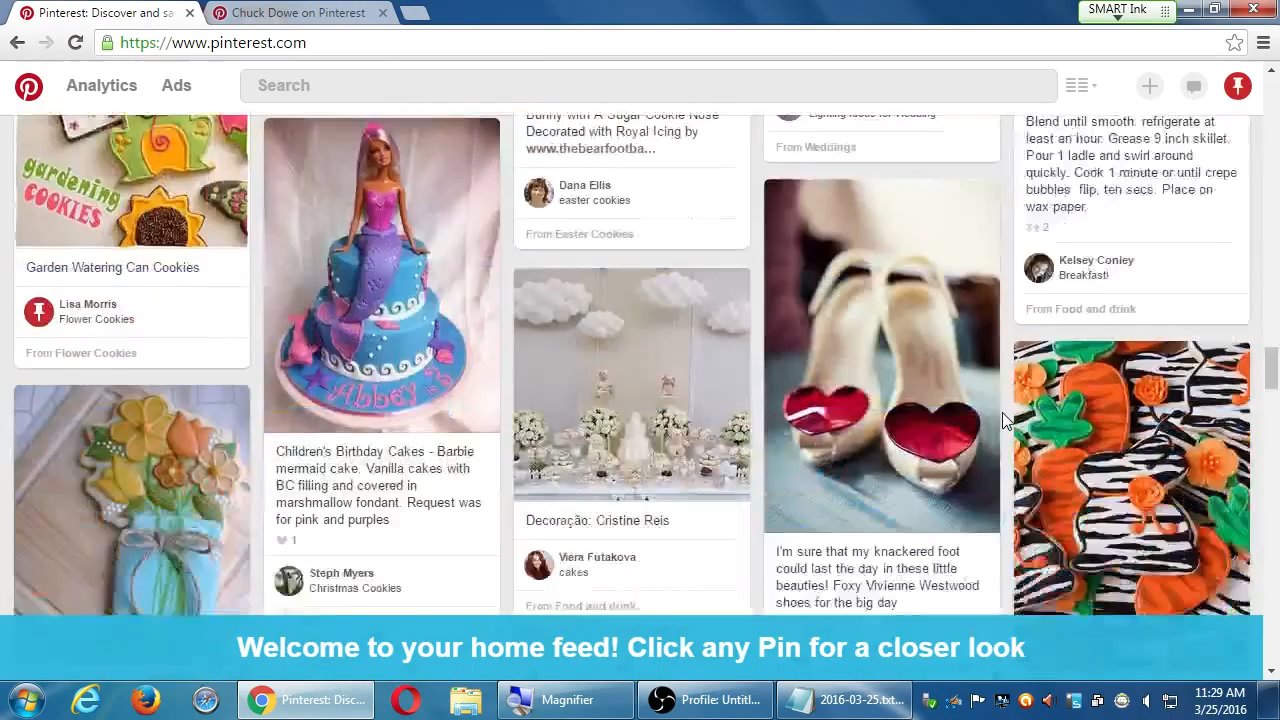 Pinterest: Discover and sa
Chuck Dowe on Pinterest
SMART Ink
https://www.pinterest.com
Analytics
Ads
Search
gardening
COOKIES
Garden Watering Can Cookies
Lisa Morris
Flower Cookies
From Flower Cookies
Abbey 3
Children's Birthday Cakes - Barbie
mermaid cake. Vanilla cakes with
BC filling and covered in
marshmallow fondant. Request was
for pink and purples
1
Steph Myers
Christmas Cookies
Bunny with A Sugar Cookie Nose
Decorated with Royal Icing by
www.thebearfootba...
Dana Ellis
easter cookies
From Easter Cookies
Decoração: Cristine Reis
Viera Futakova
cakes
From Food and drink
Lighting Ideas for Wedding
From Weddings
I'm sure that my knackered foot
could last the day in these little
beauties! Foxy Vivienne Westwood
shoes for the big day
Blend until smooth. refrigerate at
least an hour. Grease 9 inch skillet.
Pour 1 ladle and swirl around
quickly. Cook 1 minute or until crepe
bubbles flip, ten secs. Place on
wax paper.
2
Kelsey Conley
Breakfast!
From Food and drink
Welcome to your home feed! Click any Pin for a closer look
Pinterest: Disc...
Magnifier
Profile: Untitl...
2016-03-25.txt...
11:29 AM
3/25/2016